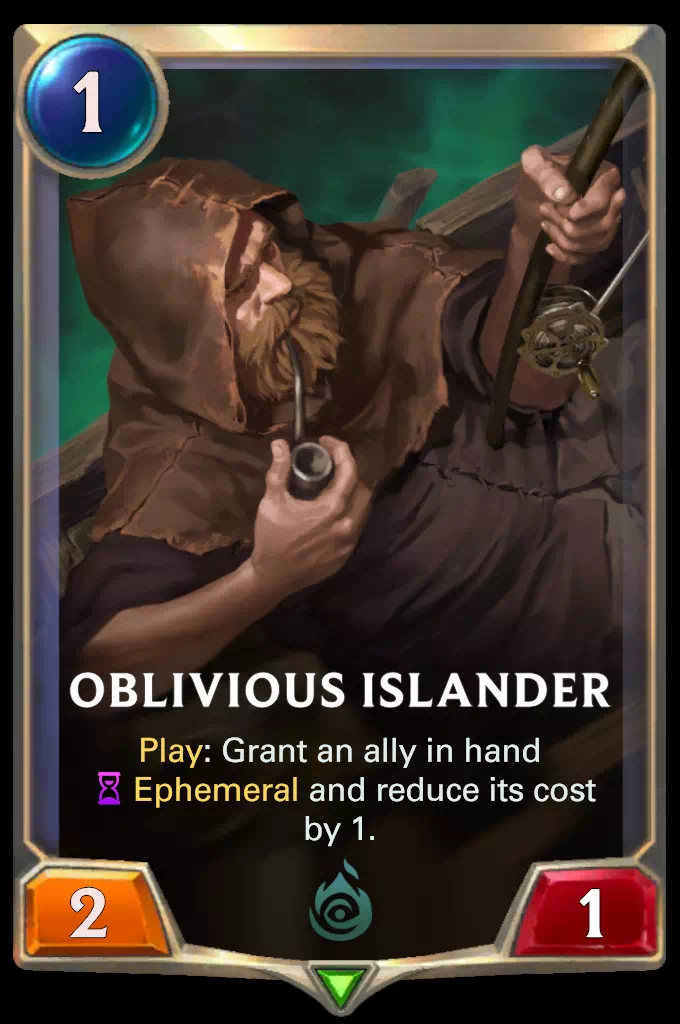 1
OBLIVIOUS ISLANDER
Play: Grant an ally in hand
Ephemeral and reduce its cost
by 1.
2 1